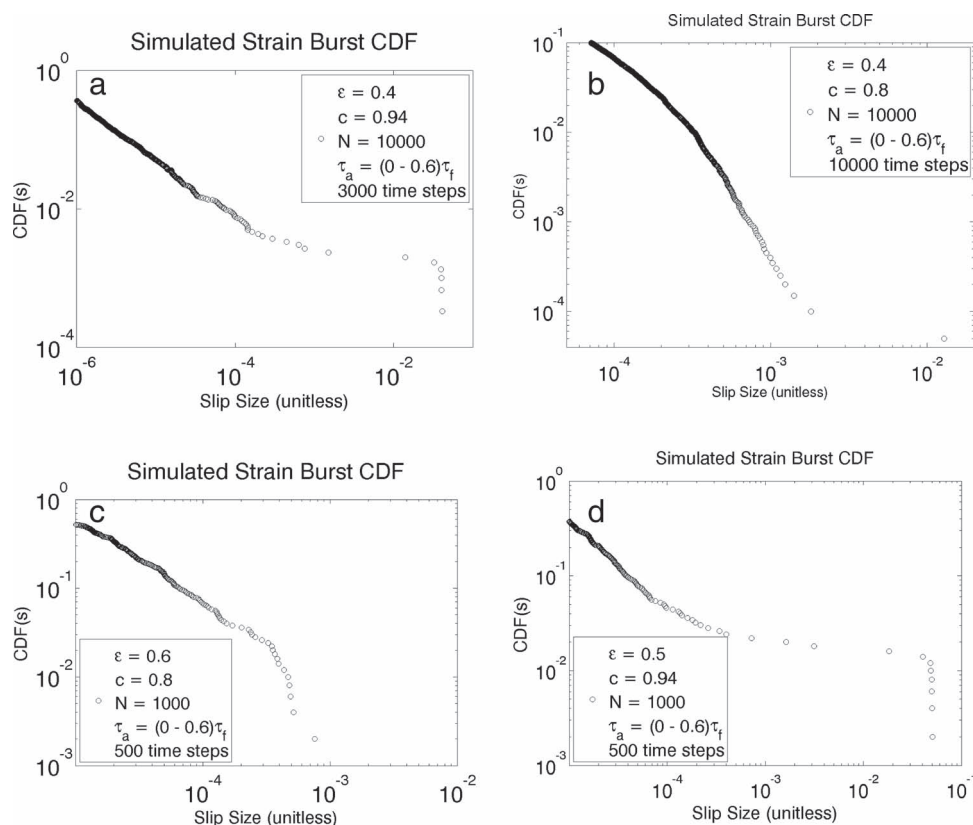 Simulated Strain Burst CDF
a
ε = 0.4
c = 0.94
N = 10000
τa = (0 - 0.6)τf
3000 time steps
CDF(s)
10^0
10^-2
10^-4
10^-6
10^-4
10^-2
Slip Size (unitless)
Simulated Strain Burst CDF
b
ε = 0.4
c = 0.8
N = 10000
τa = (0 - 0.6)τf
10000 time steps
CDF(s)
10^-1
10^-2
10^-3
10^-4
10^-4
10^-3
10^-2
Slip Size (unitless)
Simulated Strain Burst CDF
c
ε = 0.6
c = 0.8
N = 1000
τa = (0 - 0.6)τf
500 time steps
CDF(s)
10^0
10^-1
10^-2
10^-3
10^-4
10^-3
10^-2
Slip Size (unitless)
Simulated Strain Burst CDF
d
ε = 0.5
c = 0.94
N = 1000
τa = (0 - 0.6)τf
500 time steps
CDF(s)
10^0
10^-1
10^-2
10^-3
10^-4
10^-3
10^-2
10^-1
Slip Size (unitless)